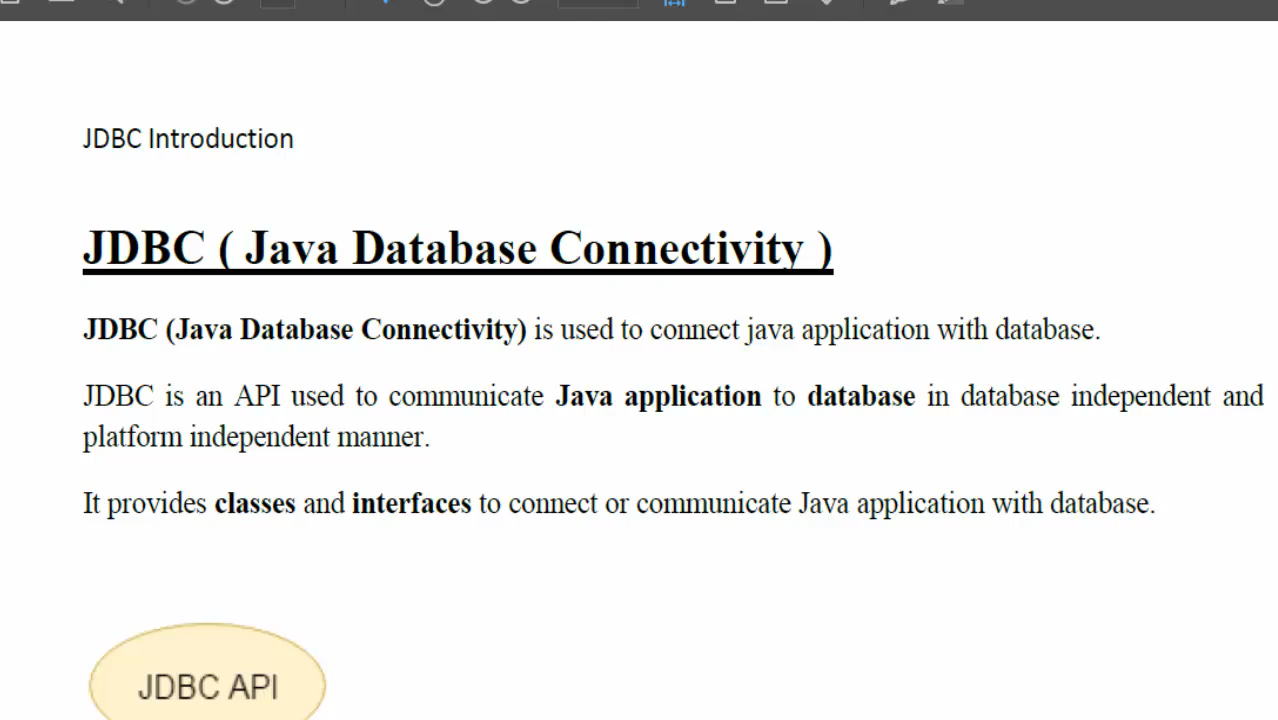 JDBC Introduction
JDBC ( Java Database Connectivity )
JDBC (Java Database Connectivity) is used to connect java application with database.
JDBC is an API used to communicate Java application to database in database independent and
platform independent manner.
It provides classes and interfaces to connect or communicate Java application with database.
JDBC API